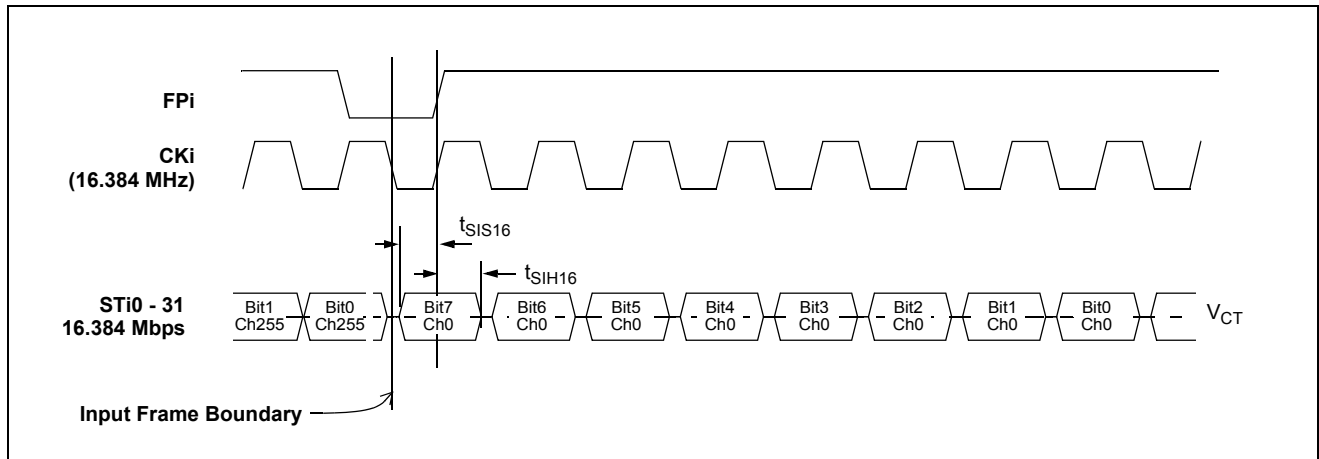 FPi
CKi
(16.384 MHz)
tSIS16
tSIH16
STi0 - 31
16.384 Mbps
Bit1
Ch255
Bit0
Ch255
Bit7
Ch0
Bit6
Ch0
Bit5
Ch0
Bit4
Ch0
Bit3
Ch0
Bit2
Ch0
Bit1
Ch0
Bit0
Ch0
VCT
Input Frame Boundary